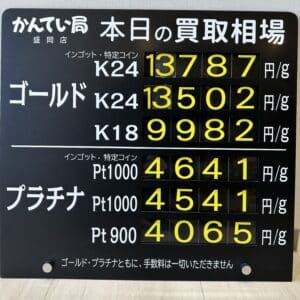 かんてい局
盛岡店
本日の買取相場
インゴット・特定コイン
K24 13787 円/g
ゴールド K24 13502 円/g
K18 9982 円/g
インゴット・特定コイン
Pt1000 4641 円/g
プラチナ Pt1000 4541 円/g
Pt900 4065 円/g
ゴールド・プラチナともに、手数料は一切いただきません